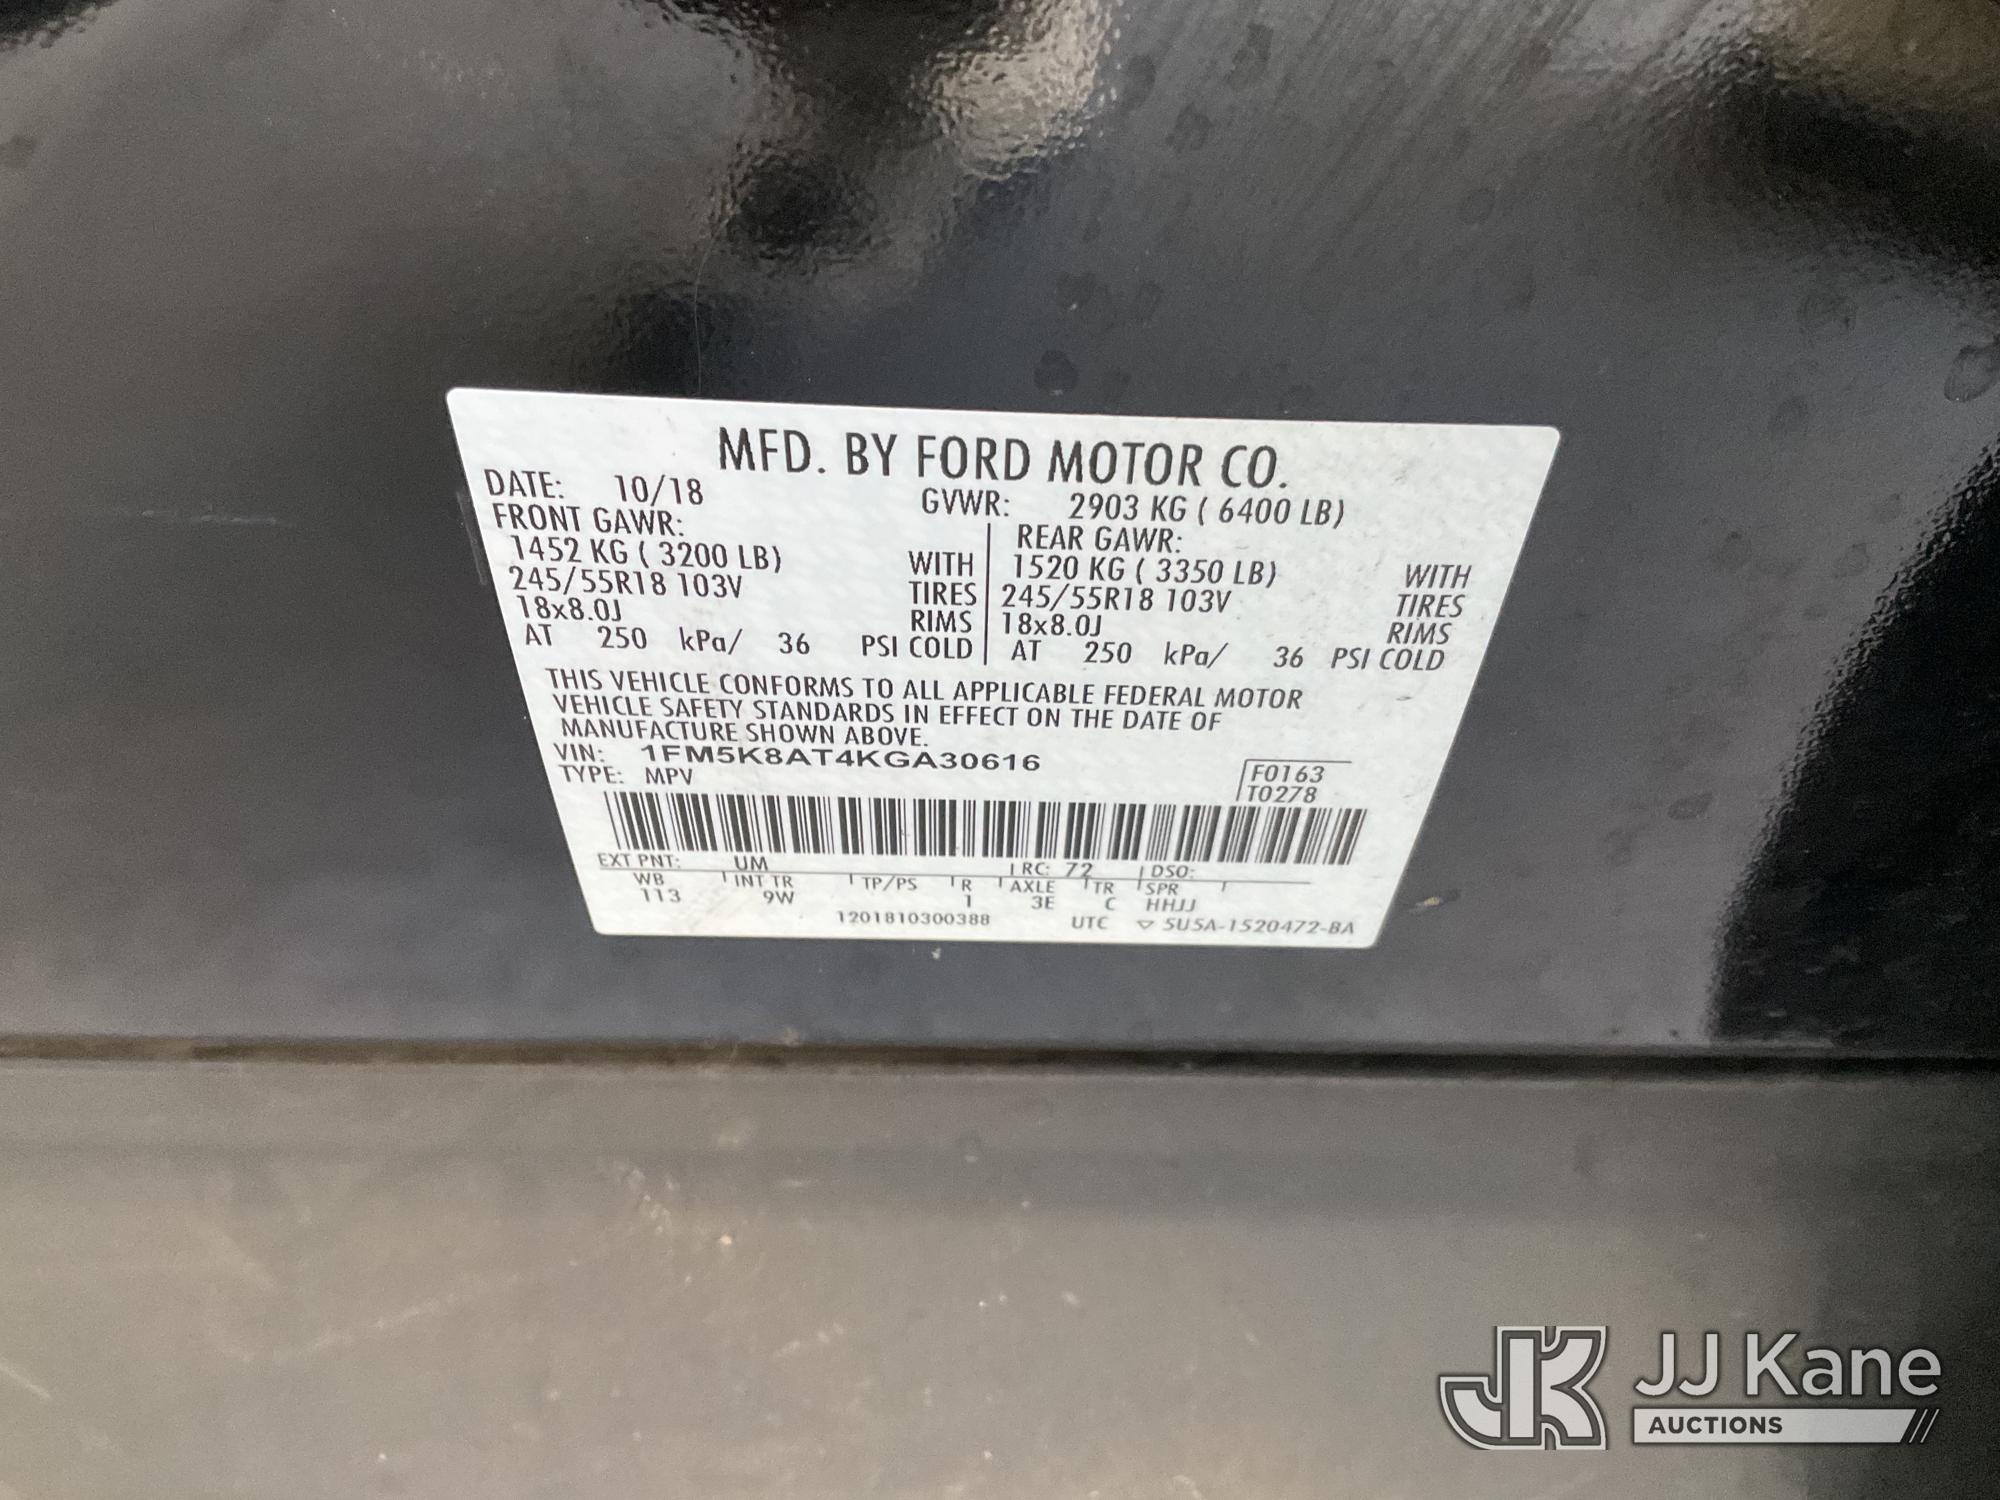 MFD. BY FORD MOTOR CO.
DATE: 10/18 GVWR: 2903 KG ( 6400 LB)
FRONT GAWR: REAR GAWR:
1452 KG ( 3200 LB) WITH 1520 KG ( 3350 LB) WITH
245/55R18 103V TIRES 245/55R18 103V TIRES
18x8.0J RIMS 18x8.0J RIMS
AT 250 kPa/ 36 PSI COLD AT 250 kPa/ 36 PSI COLD
THIS VEHICLE CONFORMS TO ALL APPLICABLE FEDERAL MOTOR
VEHICLE SAFETY STANDARDS IN EFFECT ON THE DATE OF
MANUFACTURE SHOWN ABOVE.
VIN: 1FM5K8AT4KGA30616
TYPE: MPV
F0163
T0278
EXT PNT: UM RC: 72 DSO:
WB INT TR TP/PS R AXLE TR SPR
113 9W 1 3E C HHJJ
1201810300388 UTC ▽ 5U5A-1520472-BA
JK JJ Kane
AUCTIONS